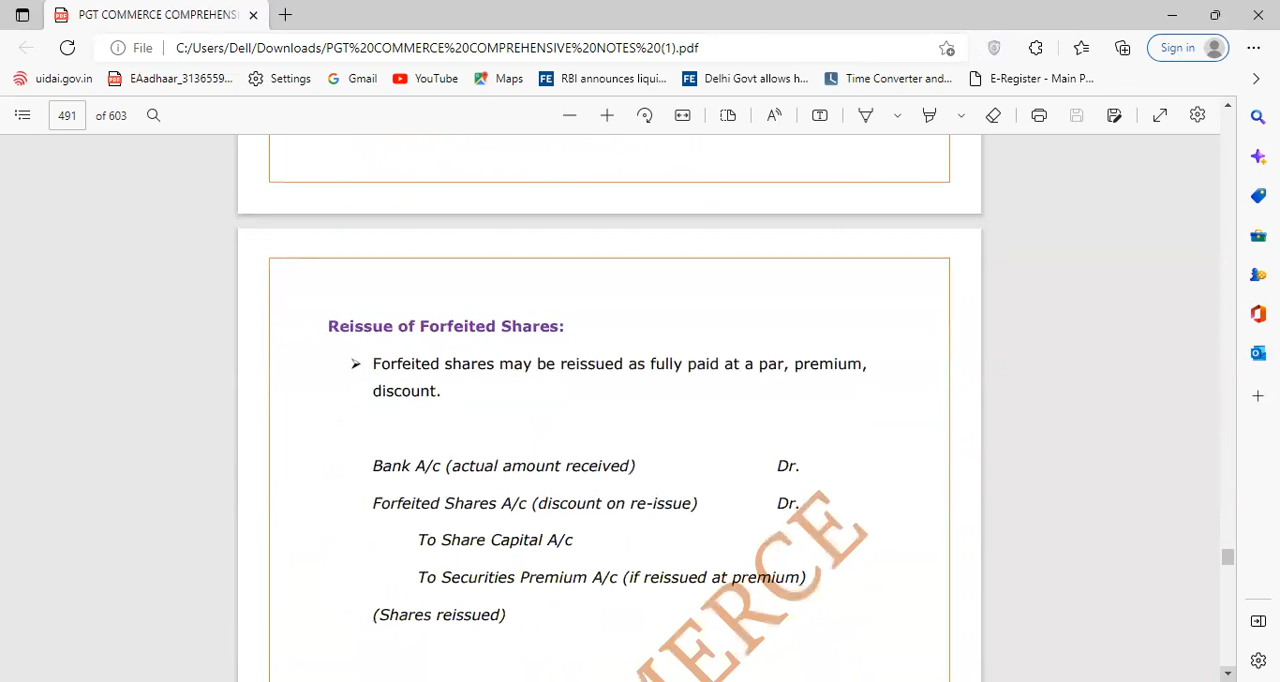 PGT COMMERCE COMPREHENSI
File
C:/Users/Dell/Downloads/PGT%20COMMERCE%20COMPREHENSIVE%20NOTES%20(1).pdf
Sign in
uidai.gov.in
EAadhaar_3136559...
Settings
Gmail
YouTube
Maps
RBI announces liqui...
Delhi Govt allows h...
Time Converter and...
E-Register - Main P...
491 of 603
Reissue of Forfeited Shares:
➢ Forfeited shares may be reissued as fully paid at a par, premium,
discount.
Bank A/c (actual amount received) Dr.
Forfeited Shares A/c (discount on re-issue) Dr.
To Share Capital A/c
To Securities Premium A/c (if reissued at premium)
(Shares reissued)
MERCE